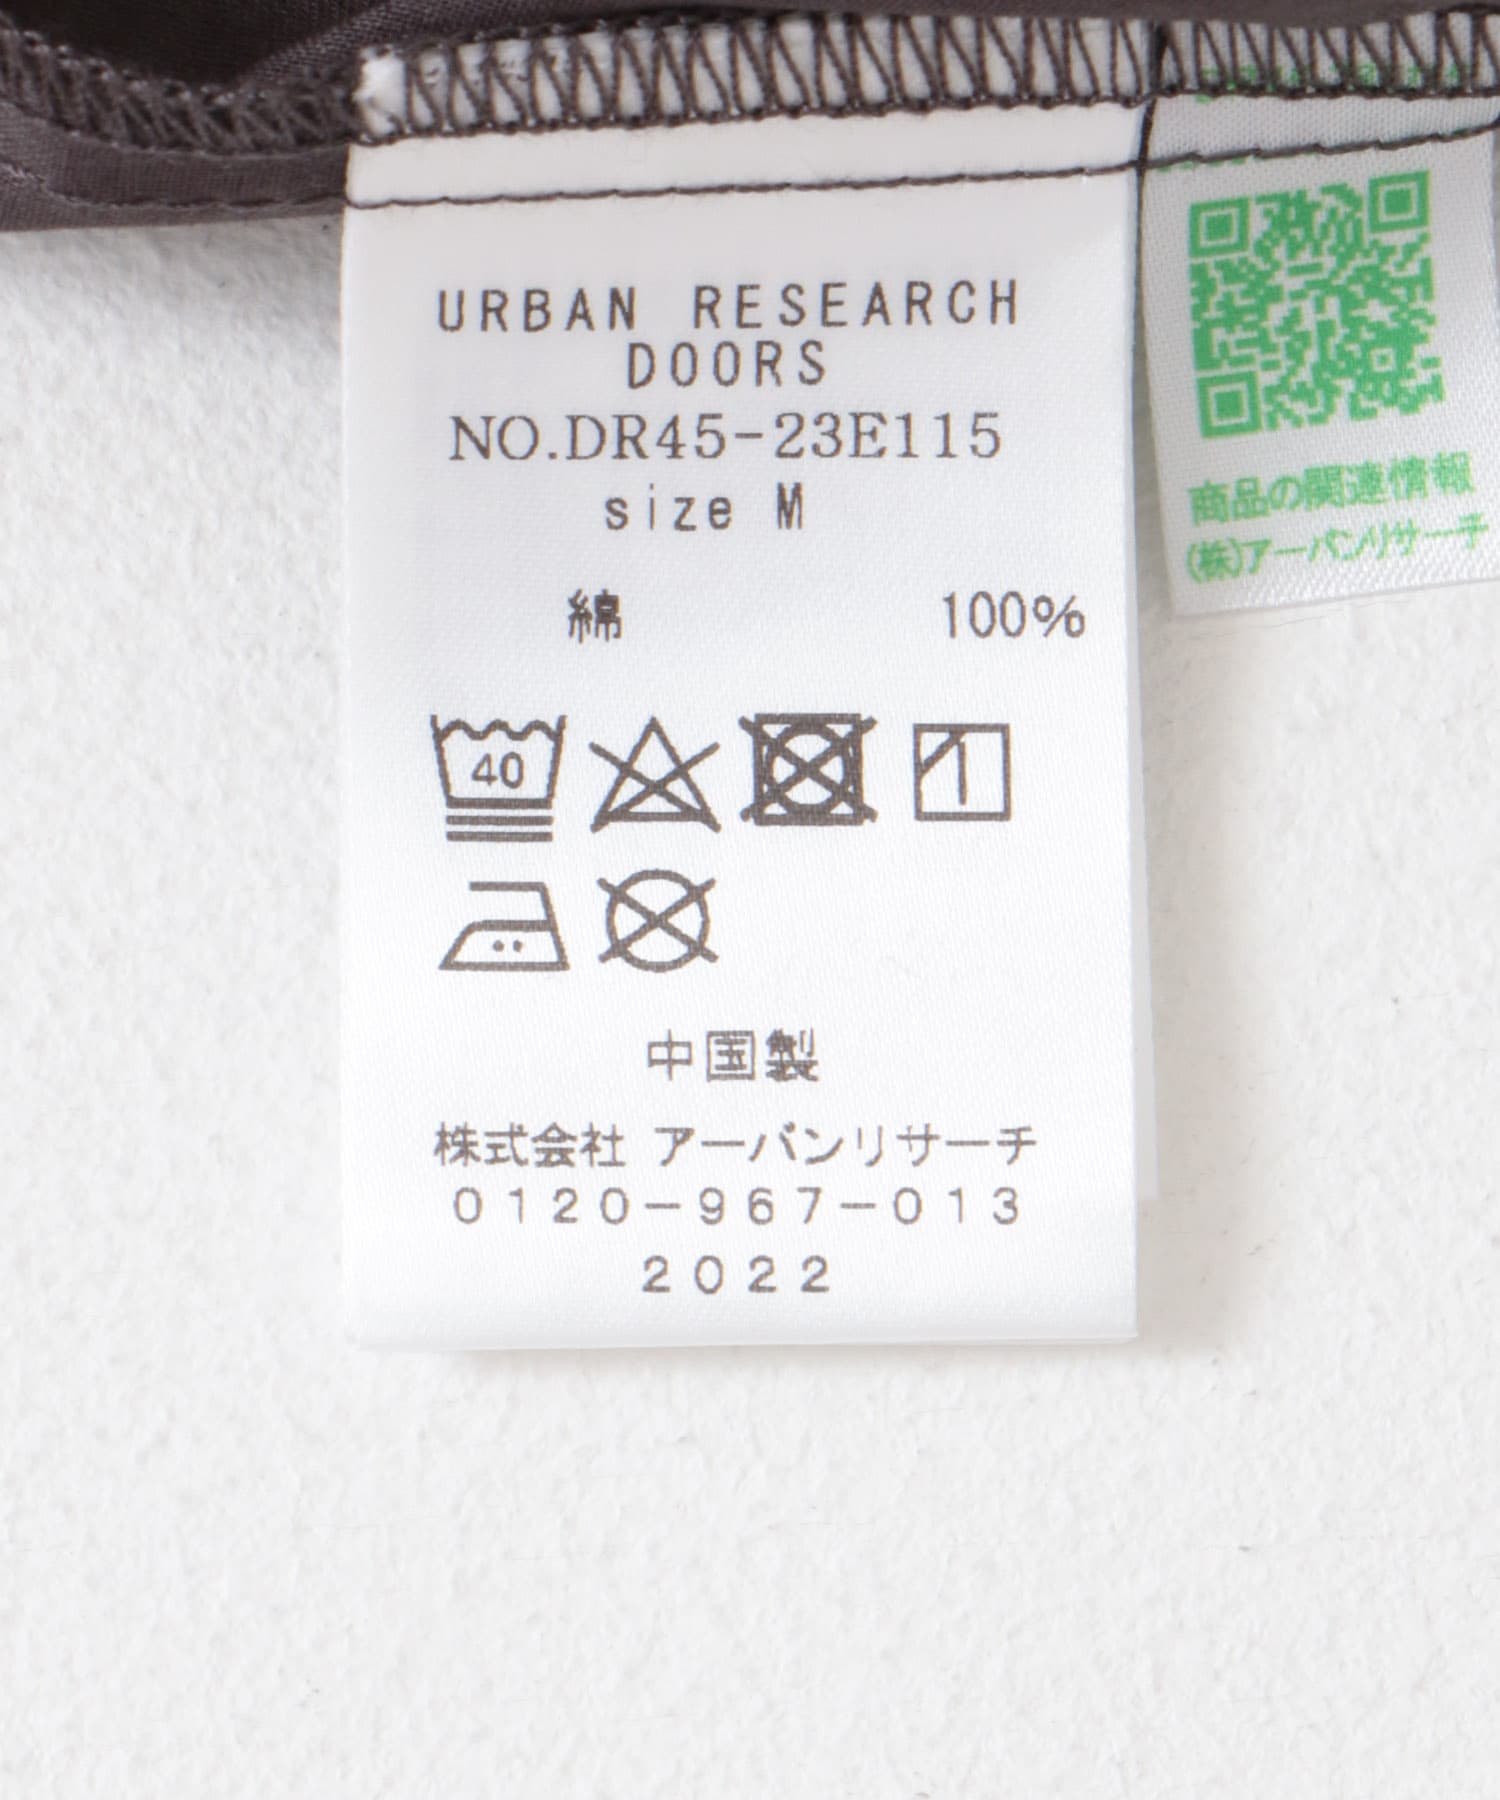 URBAN RESEARCH
DOORS
NO.DR45-23E115
size M
綿 100%
40
中国製
株式会社 アーバンリサーチ
0120-967-013
2022
商品の関連情報
(株)アーバンリサーチ